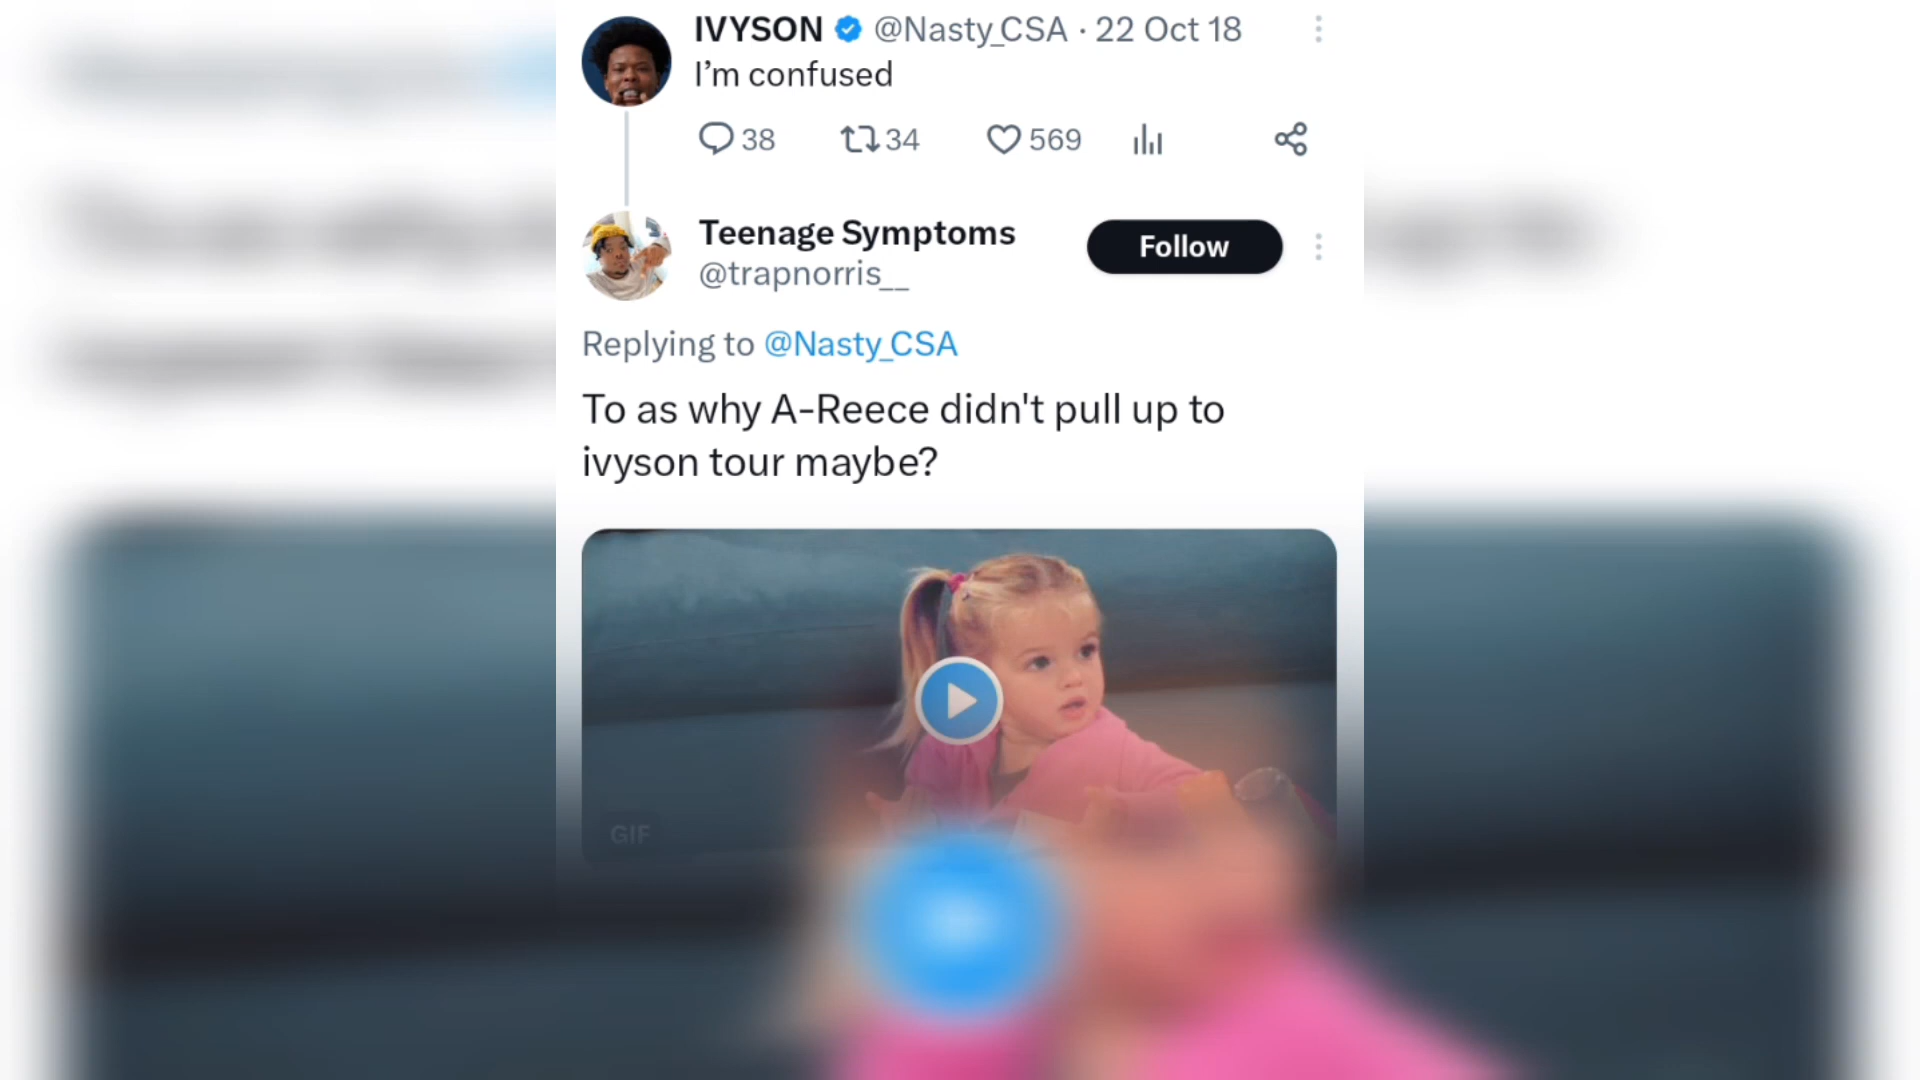 IVYSON @Nasty_CSA · 22 Oct 18
I’m confused
38 34 569
Teenage Symptoms
Follow
@trapnorris__
Replying to @Nasty_CSA
To as why A-Reece didn't pull up to
ivyson tour maybe?
GIF